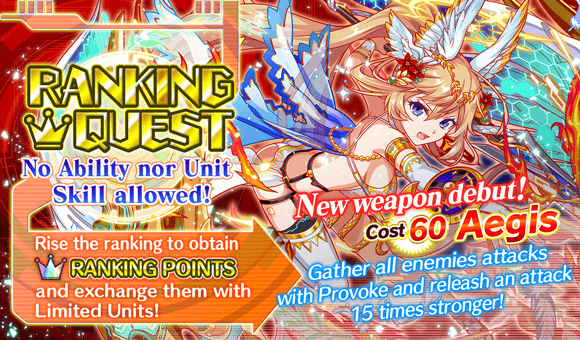 RANKING
QUEST
No Ability nor Unit
Skill allowed!
Rise the ranking to obtain
RANKING POINTS
and exchange them with
Limited Units!
New weapon debut!
Cost 60 Aegis
Gather all enemies attacks
with Provoke and releash an attack
15 times stronger!